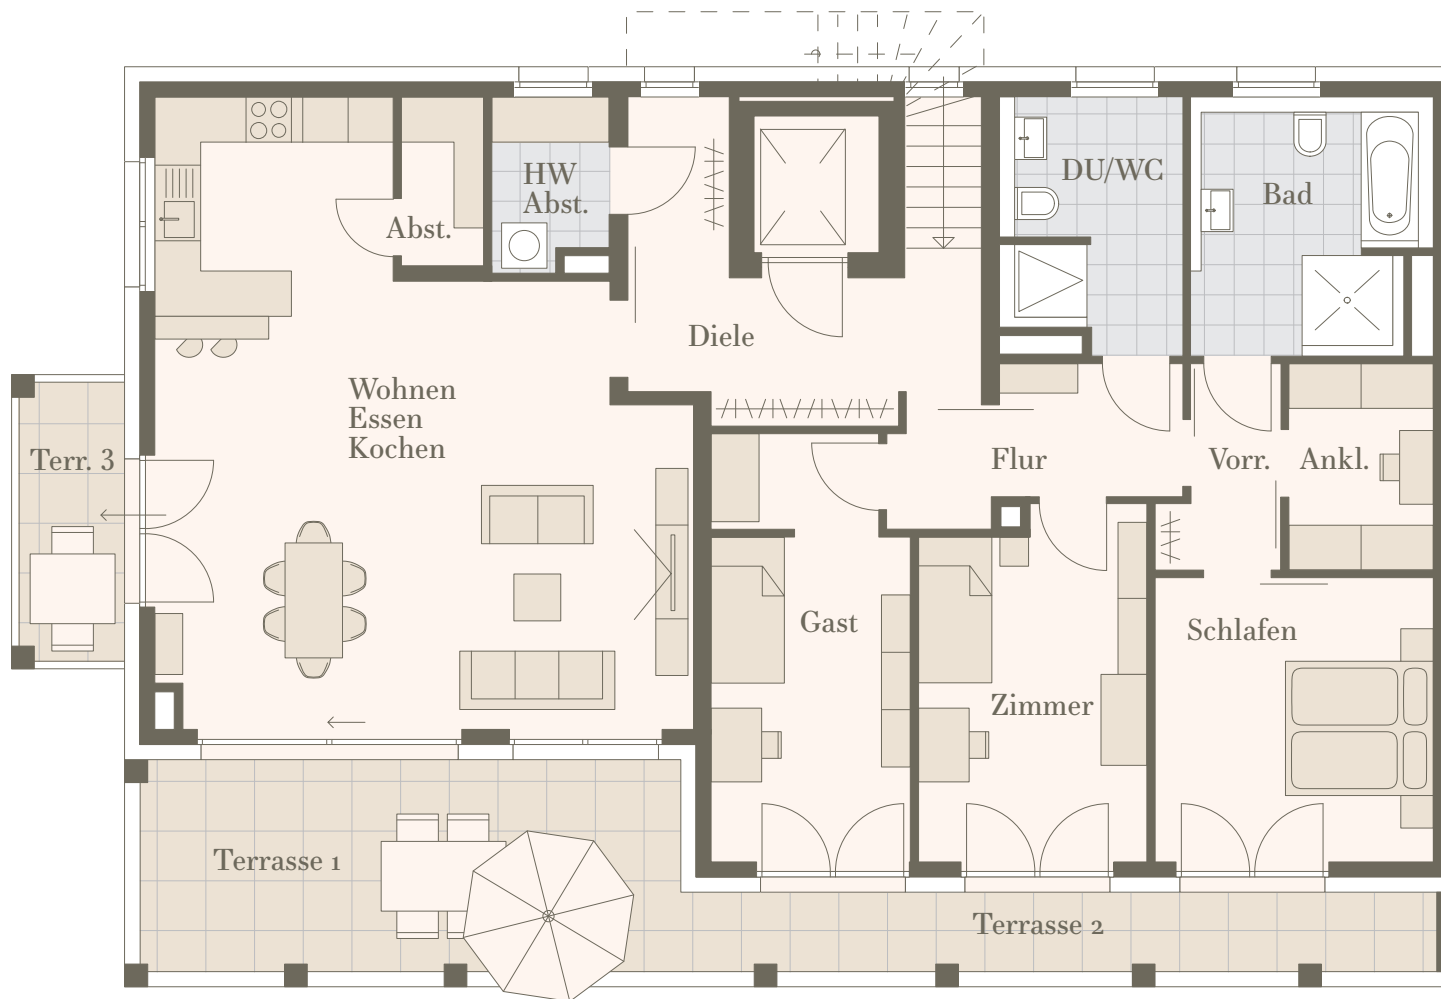 HW
Abst.
DU/WC
Bad
Abst.
Diele
Wohnen
Essen
Kochen
Terr. 3
Flur
Vorr.
Ankl.
Gast
Schlafen
Zimmer
Terrasse 1
Terrasse 2